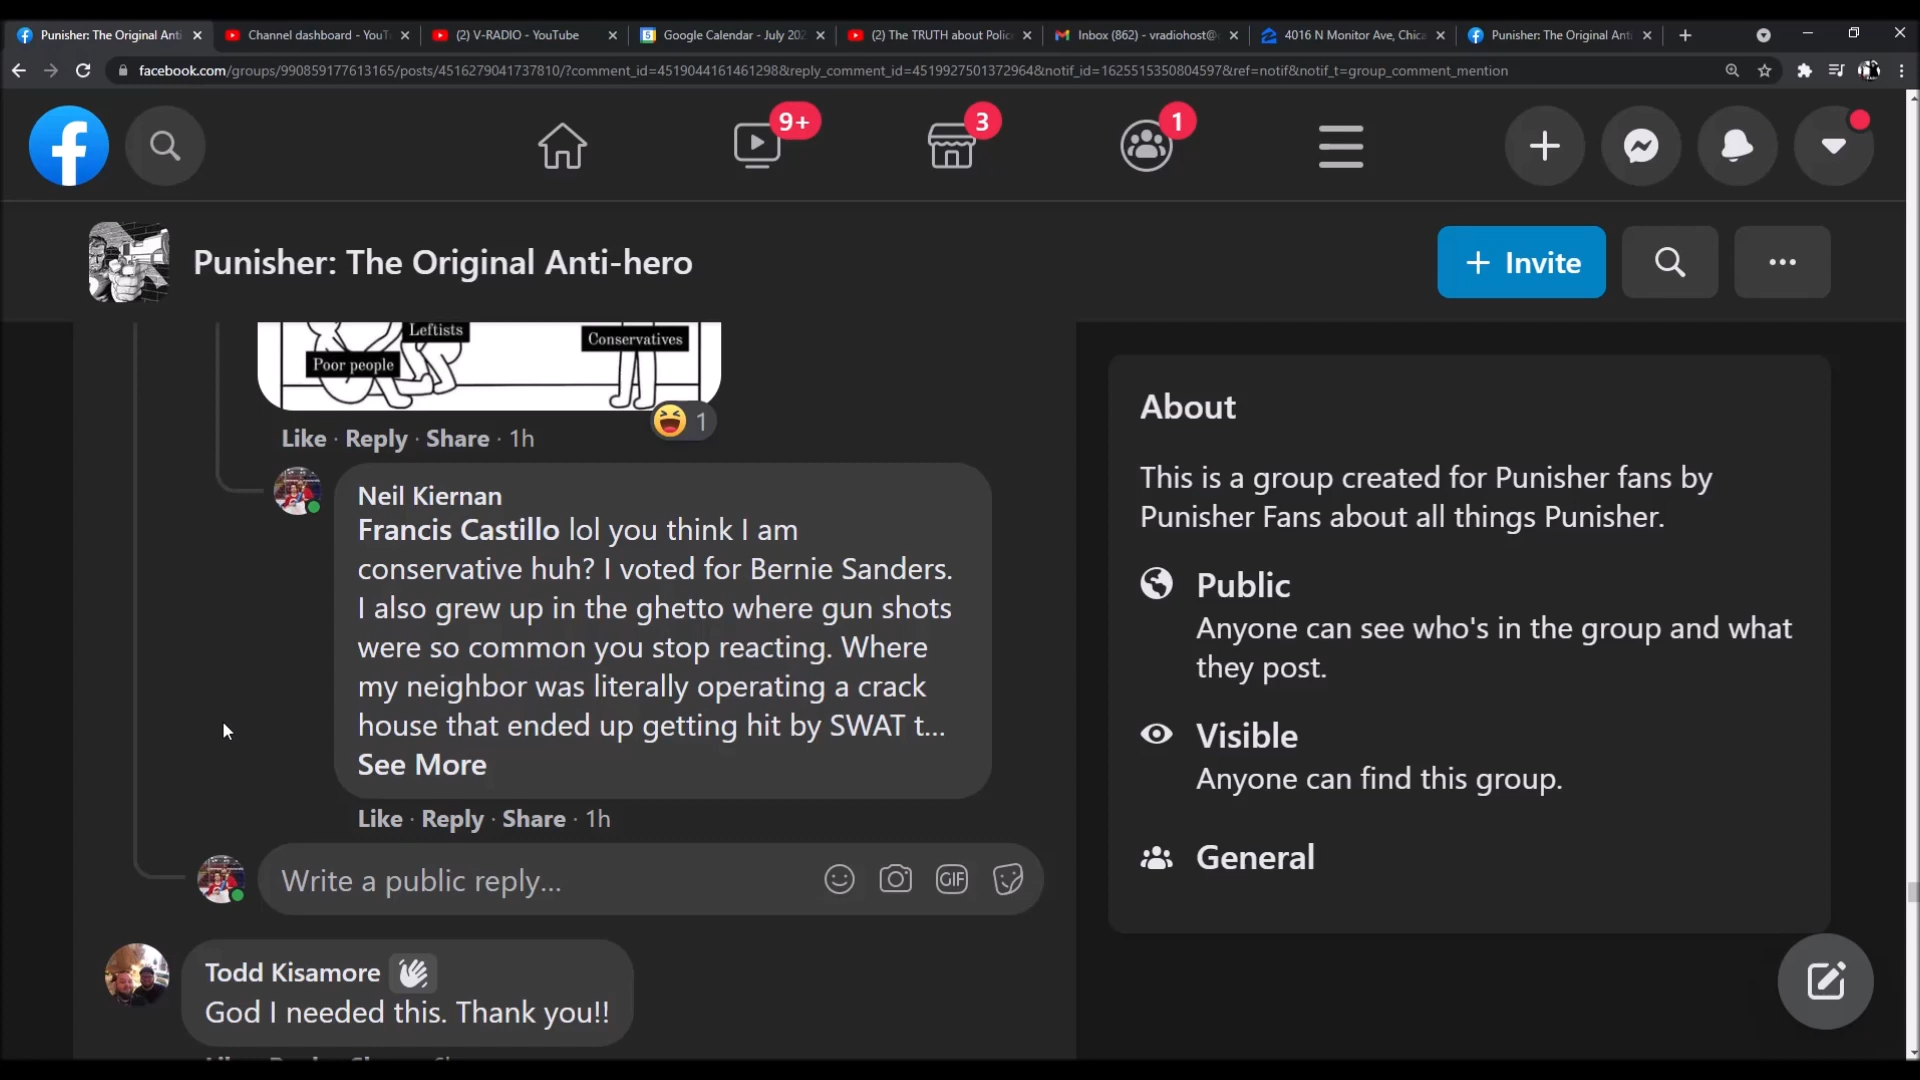 Punisher: The Original Anti
Channel dashboard - YouT
(2) V-RADIO - YouTube
Google Calendar - July 202
(2) The TRUTH about Polic
Inbox (862) - vradiohost@
4016 N Monitor Ave, Chica
Punisher: The Original Anti
facebook.com/groups/990859177613165/posts/4516279041737810/?comment_id=4519044161461298&reply_comment_id=4519927501372964&notif_id=1625515350804597&ref=notif&notif_t=group_comment_mention
9+
3
1
Punisher: The Original Anti-hero
+ Invite
Leftists
Conservatives
Poor people
1
Like · Reply · Share · 1h
Neil Kiernan
Francis Castillo lol you think I am
conservative huh? I voted for Bernie Sanders.
I also grew up in the ghetto where gun shots
were so common you stop reacting. Where
my neighbor was literally operating a crack
house that ended up getting hit by SWAT t...
See More
Like · Reply · Share · 1h
Write a public reply...
GIF
Todd Kisamore
God I needed this. Thank you!!
About
This is a group created for Punisher fans by
Punisher Fans about all things Punisher.
Public
Anyone can see who's in the group and what
they post.
Visible
Anyone can find this group.
General